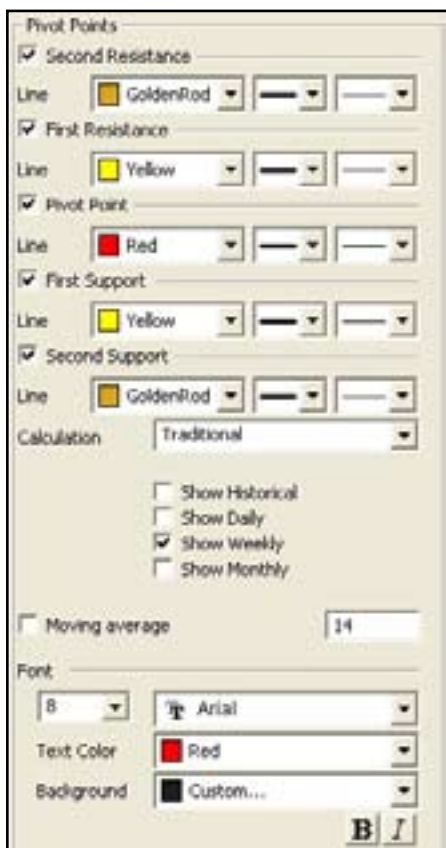 Pivot Points
Second Resistance
Line GoldenRod
First Resistance
Line Yellow
Pivot Point
Line Red
First Support
Line Yellow
Second Support
Line GoldenRod
Calculation Traditional
Show Historical
Show Daily
Show Weekly
Show Monthly
Moving average 14
Font
8 Arial
Text Color Red
Background Custom...
B I